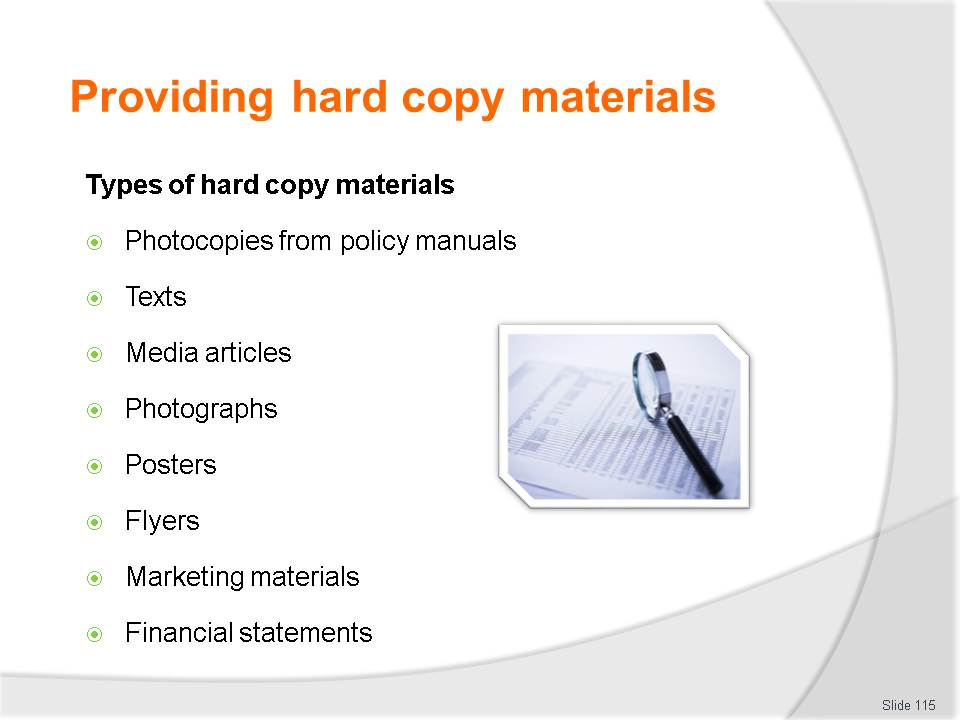 Providing hard copy materials
Types of hard copy materials
Photocopies from policy manuals
Texts
Media articles
Photographs
Posters
Flyers
Marketing materials
Financial statements
Slide 115